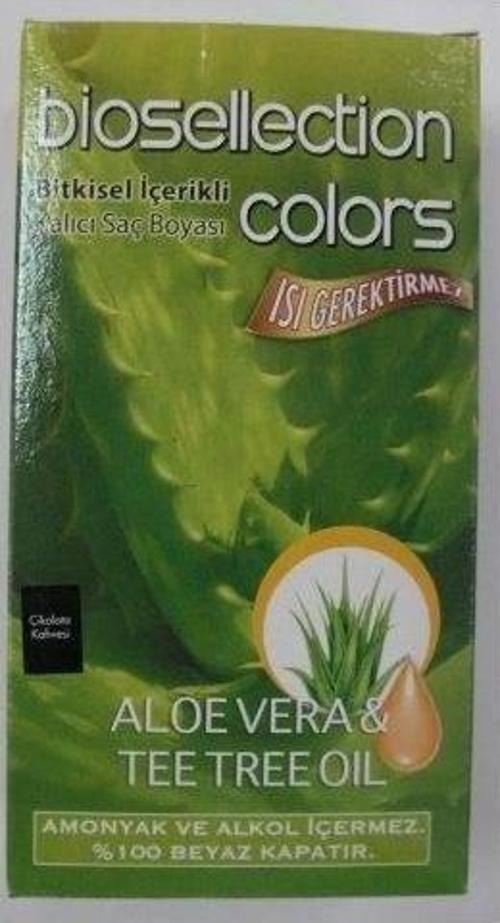 biosellection
Bitkisel İçerikli
Kalıcı Saç Boyası
colors
ISI GEREKTİRMEZ
Çikolata
Kahvesi
ALOE VERA &
TEE TREE OIL
AMONYAK VE ALKOL İÇERMEZ.
%100 BEYAZ KAPATIR.